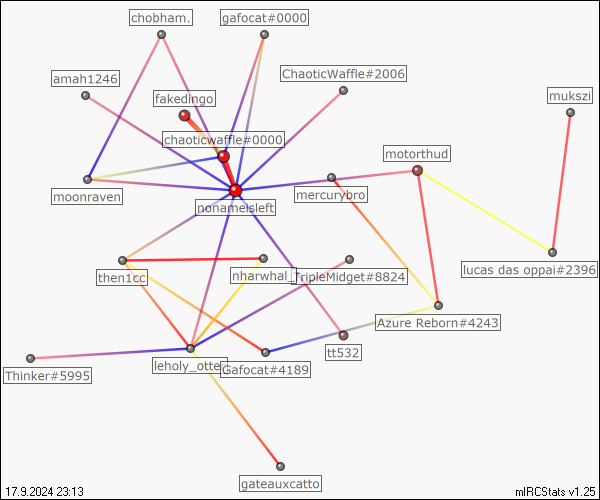 chobham.
gafocat#0000
ChaoticWaffle#2006
amah1246
fakedingo
mukszi
chaoticwaffle#0000
motorthud
moonraven
mercurybro
nonameisleft
then1cc
nharwhal_
TripleMidget#8824
lucas das oppai#2396
Azure Reborn#4243
tt532
Thinker#5995
leholy_otte
Gafocat#4189
gateauxcatto
17.9.2024 23:13
mIRCStats v1.25